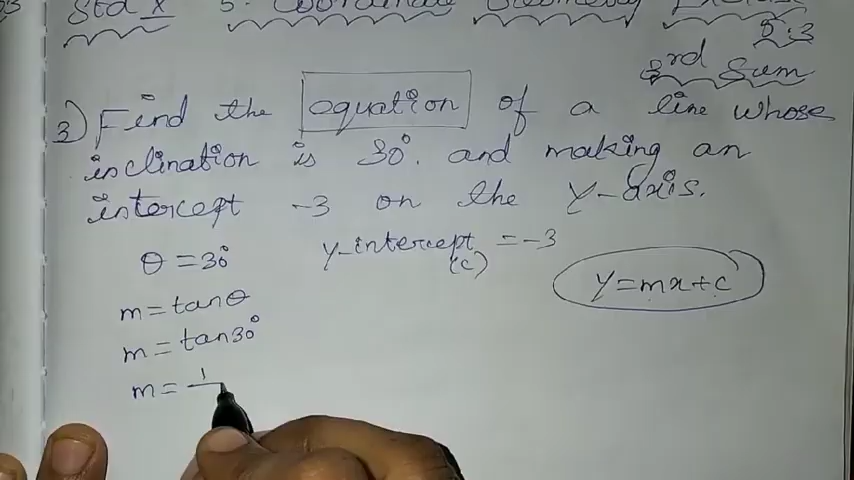 Std X 5. Coordinate Geometry Exercise
5.3
3rd Sum
3) Find the equation of a line whose
inclination is 30°. and making an
intercept -3 on the Y-axis.
θ = 30° y-intercept = -3
(c)
y = mx + c
m = tanθ
m = tan30°
m = 1